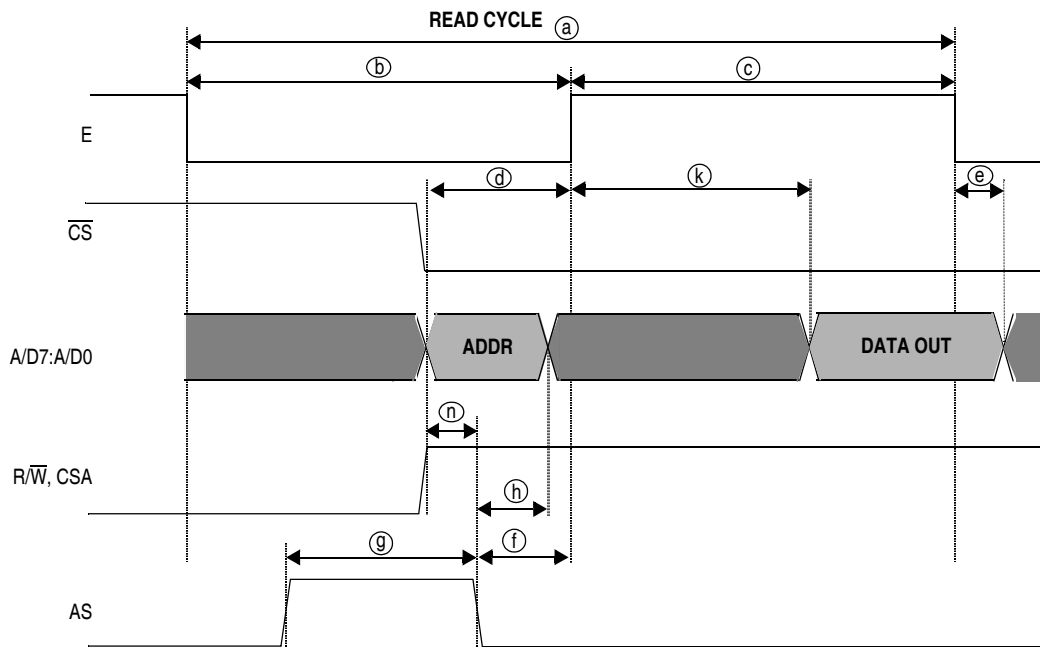 READ CYCLE
ⓐ
ⓑ
ⓒ
E
ⓓ
ⓚ
ⓔ
CS
A/D7:A/D0
ADDR
DATA OUT
ⓝ
R/W, CSA
ⓗ
ⓖ
ⓕ
AS